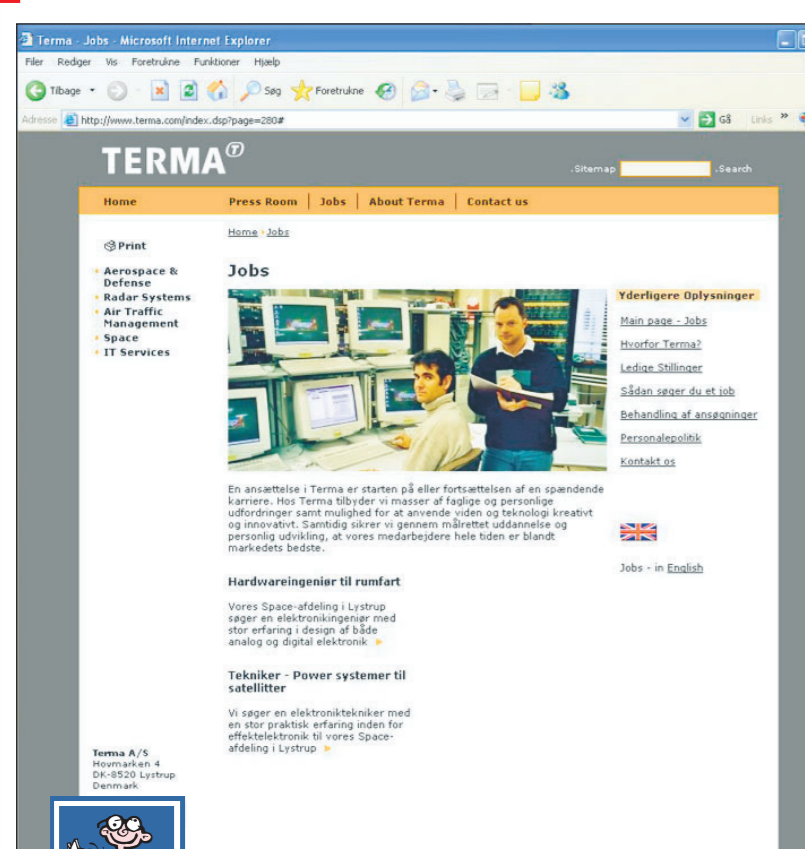 Terma - Jobs - Microsoft Internet Explorer
Filer Rediger Vis Foretrukne Funktioner Hjælp
Tilbage Søg Foretrukne
Adresse http://www.terma.com/index.dsp?page=280# Gå Links »
TERMA
.Sitemap .Search
Home Press Room | Jobs | About Terma | Contact us
Print
Home Jobs
Aerospace &
Defense
Radar Systems
Air Traffic
Management
Space
IT Services
Jobs
Yderligere Oplysninger
Main page - Jobs
Hvorfor Terma?
Ledige Stillinger
Sådan søger du et job
Behandling af ansøgninger
Personalepolitik
Kontakt os
En ansættelse i Terma er starten på eller fortsættelsen af en spændende
karriere. Hos Terma tilbyder vi masser af faglige og personlige
udfordringer samt mulighed for at anvende viden og teknologi kreativt
og innovativt. Samtidig sikrer vi gennem målrettet uddannelse og
personlig udvikling, at vores medarbejdere hele tiden er blandt
markedets bedste.
Jobs - in English
Hardwareingeniør til rumfart
Vores Space-afdeling i Lystrup
søger en elektronikingeniør med
stor erfaring i design af både
analog og digital elektronik
Tekniker - Power systemer til
satellitter
Vi søger en elektroniktekniker med
en stor praktisk erfaring inden for
effektelektronik til vores Space-
afdeling i Lystrup
Terma A/S
Hovmarken 4
DK-8520 Lystrup
Denmark